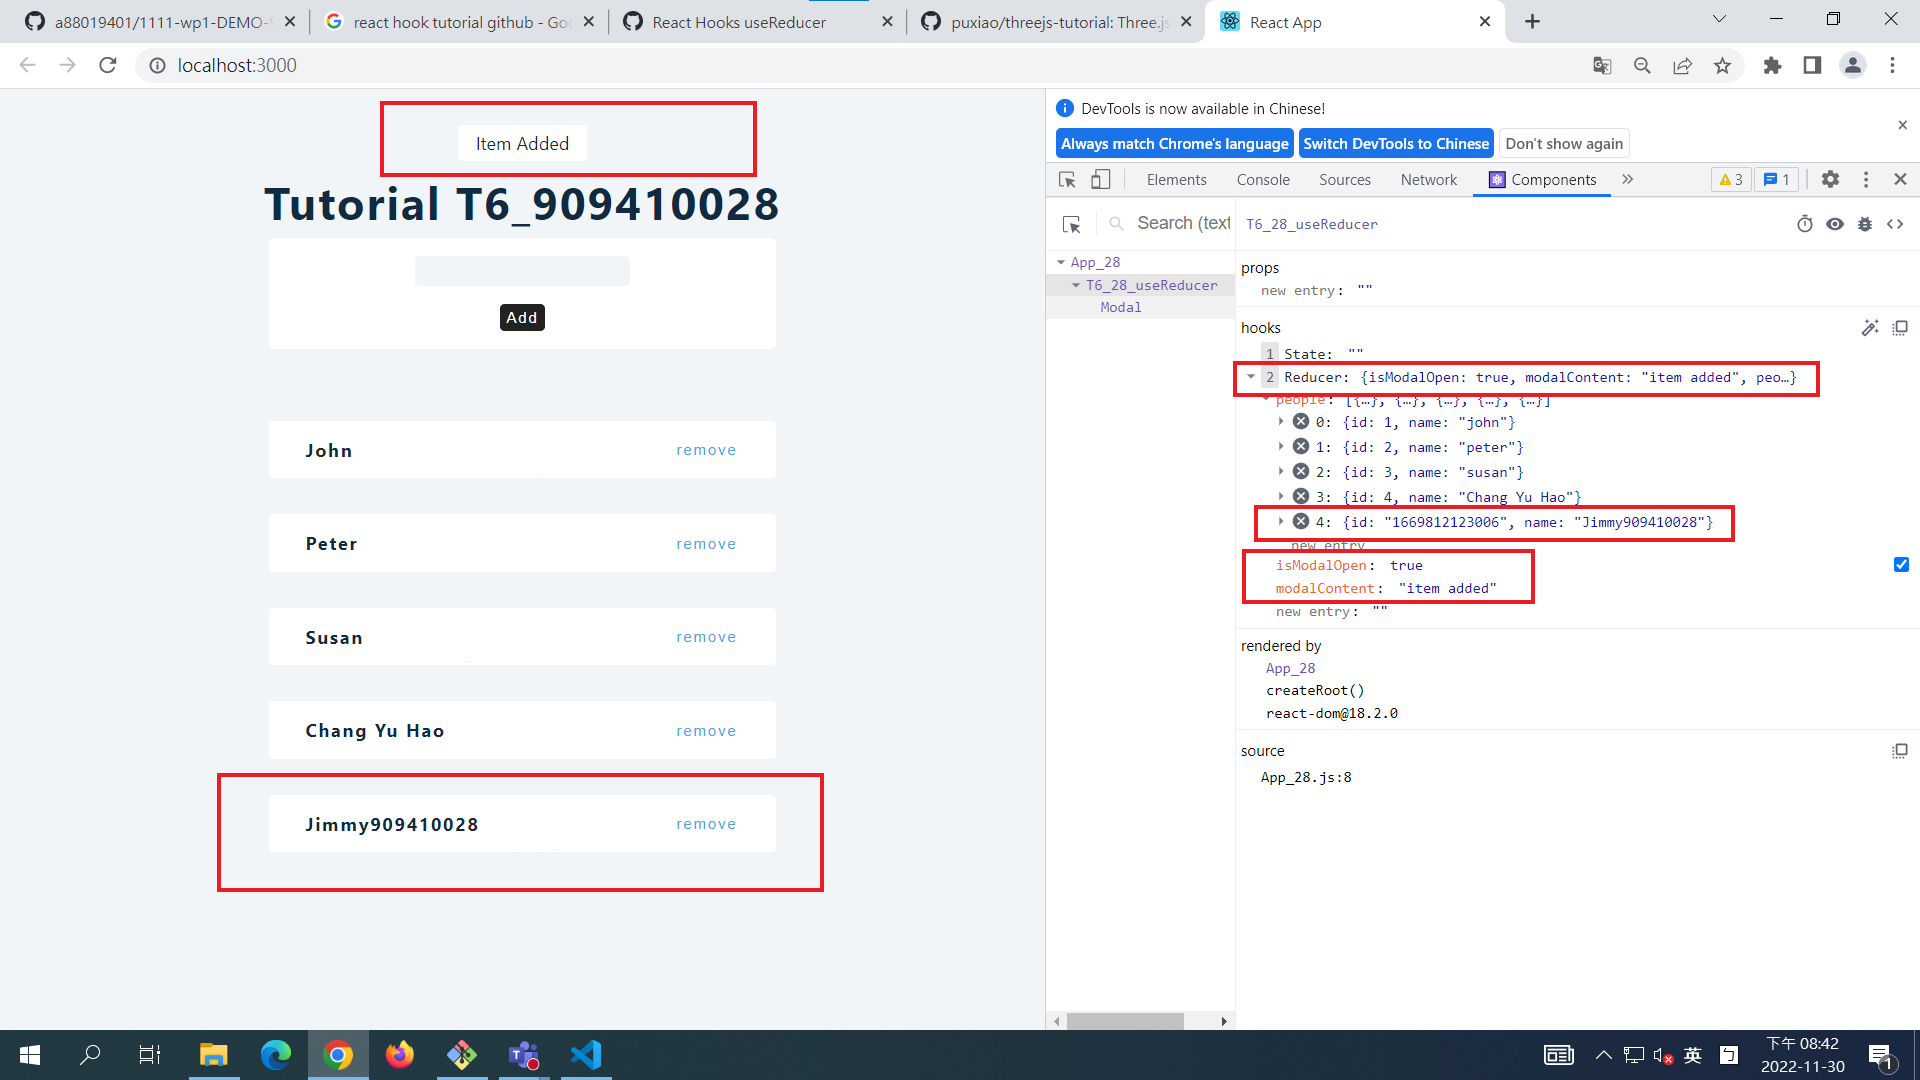 a88019401/1111-wp1-DEMO-
react hook tutorial github - Goo
React Hooks useReducer
puxiao/threejs-tutorial: Three.js
React App
localhost:3000
Item Added
Tutorial T6_909410028
Add
John
remove
Peter
remove
Susan
remove
Chang Yu Hao
remove
Jimmy909410028
remove
DevTools is now available in Chinese!
Always match Chrome's language
Switch DevTools to Chinese
Don't show again
Elements
Console
Sources
Network
Components
3
1
Search (text
T6_28_useReducer
App_28
T6_28_useReducer
Modal
props
new entry: ""
hooks
1 State: ""
2 Reducer: {isModalOpen: true, modalContent: "item added", peo…}
people: [{…}, {…}, {…}, {…}, {…}]
0: {id: 1, name: "john"}
1: {id: 2, name: "peter"}
2: {id: 3, name: "susan"}
3: {id: 4, name: "Chang Yu Hao"}
4: {id: "1669812123006", name: "Jimmy909410028"}
new entry
isModalOpen: true
modalContent: "item added"
new entry: ""
rendered by
App_28
createRoot()
react-dom@18.2.0
source
App_28.js:8
英
ㄅ
下午 08:42
2022-11-30
1